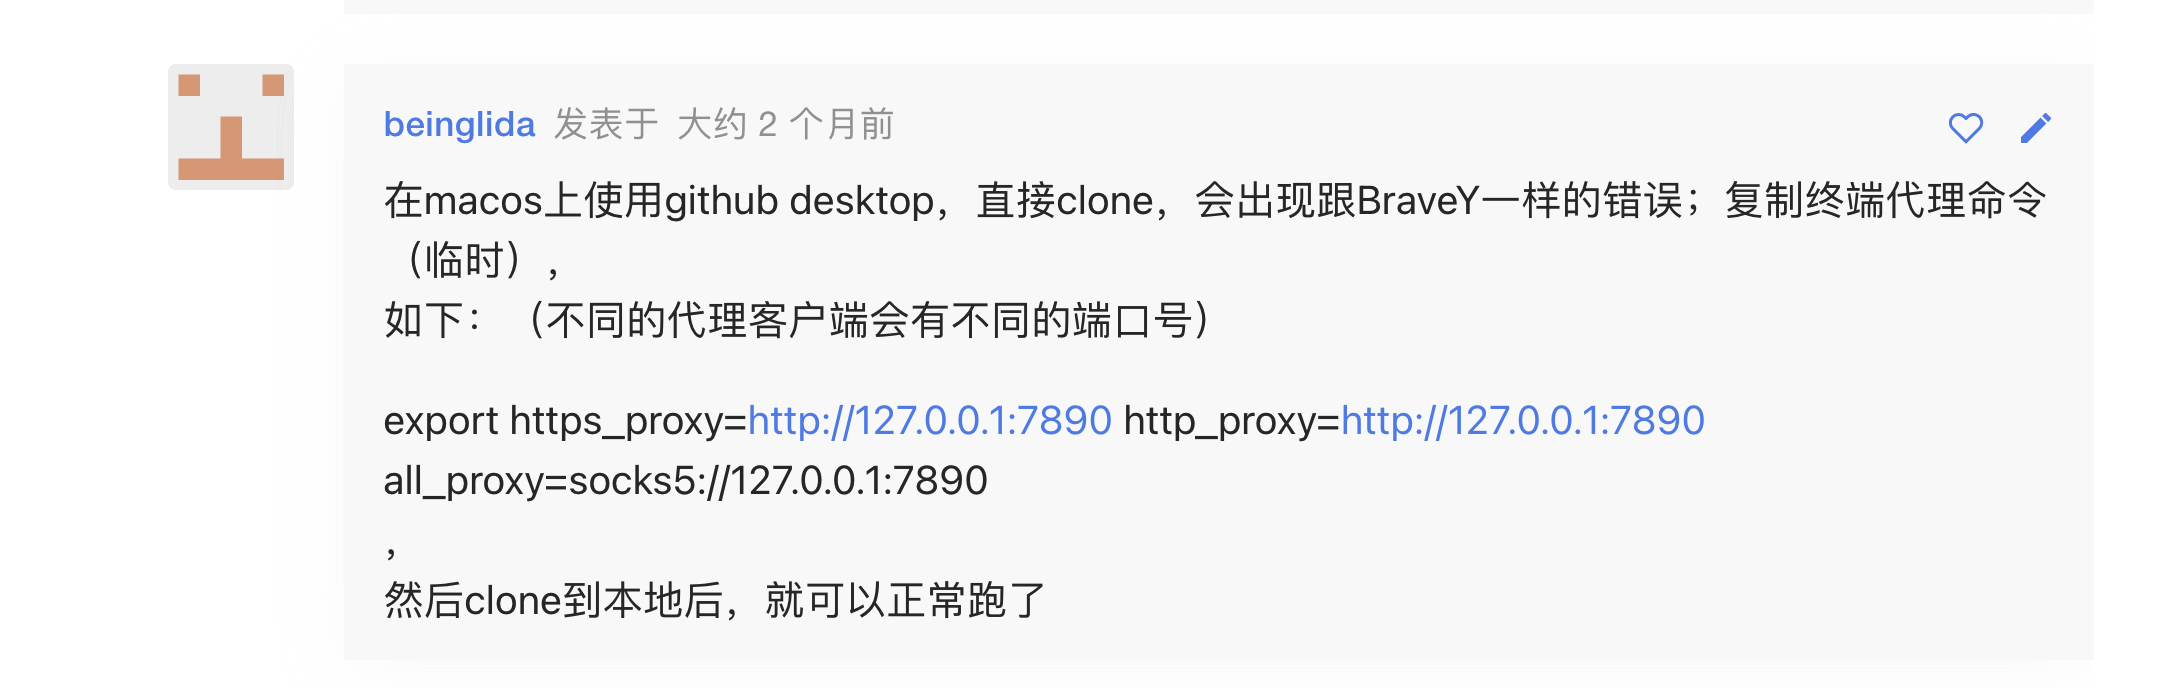 beinglida 发表于 大约 2 个月前
在macos上使用github desktop，直接clone，会出现跟BraveY一样的错误；复制终端代理命令
（临时），
如下：（不同的代理客户端会有不同的端口号）
export https_proxy=http://127.0.0.1:7890 http_proxy=http://127.0.0.1:7890
all_proxy=socks5://127.0.0.1:7890
，
然后clone到本地后，就可以正常跑了